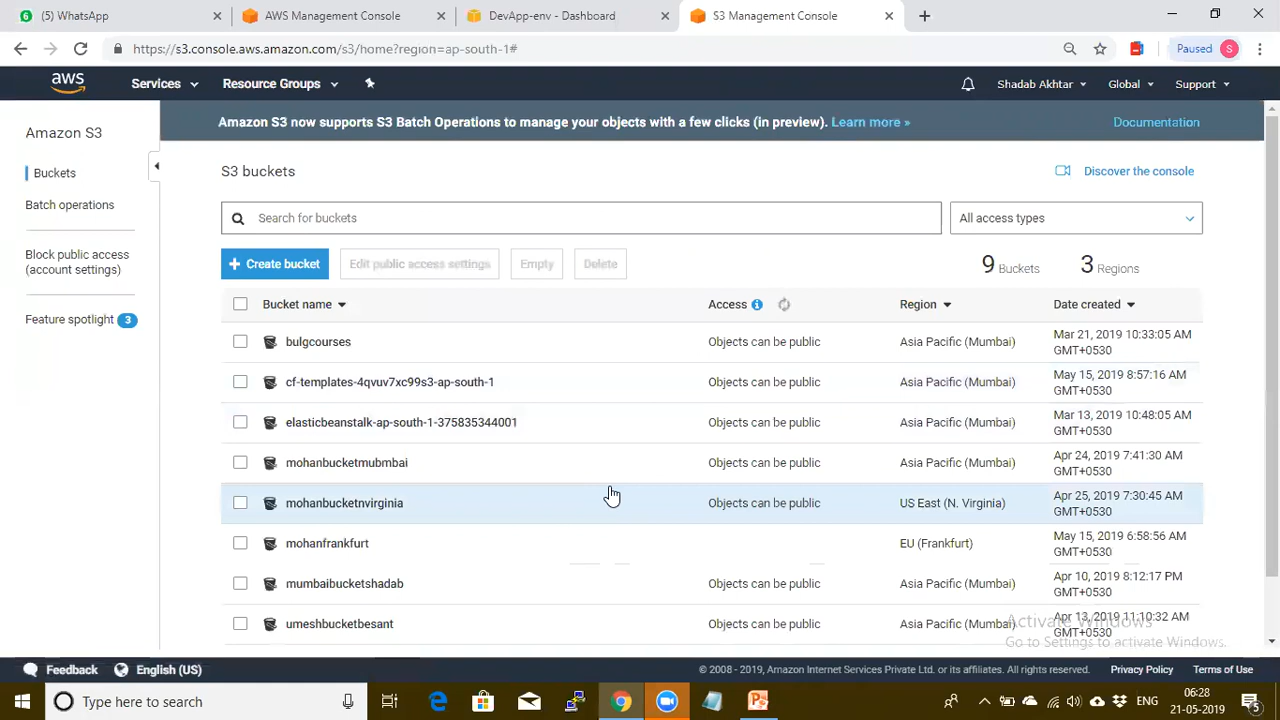 (5) WhatsApp
AWS Management Console
DevApp-env - Dashboard
S3 Management Console
https://s3.console.aws.amazon.com/s3/home?region=ap-south-1#
Paused S
aws
Services
Resource Groups
Shadab Akhtar
Global
Support
Amazon S3
Buckets
Batch operations
Block public access (account settings)
Feature spotlight 3
Amazon S3 now supports S3 Batch Operations to manage your objects with a few clicks (in preview). Learn more »
Documentation
S3 buckets
Discover the console
Search for buckets
All access types
+ Create bucket
Edit public access settings
Empty
Delete
9 Buckets
3 Regions
Bucket name
Access
Region
Date created
bulgcourses Objects can be public Asia Pacific (Mumbai) Mar 21, 2019 10:33:05 AM GMT+0530
cf-templates-4qvuv7xc99s3-ap-south-1 Objects can be public Asia Pacific (Mumbai) May 15, 2019 8:57:16 AM GMT+0530
elasticbeanstalk-ap-south-1-375835344001 Objects can be public Asia Pacific (Mumbai) Mar 13, 2019 10:48:05 AM GMT+0530
mohanbucketmubmbai Objects can be public Asia Pacific (Mumbai) Apr 24, 2019 7:41:30 AM GMT+0530
mohanbucketnvirginia Objects can be public US East (N. Virginia) Apr 25, 2019 7:30:45 AM GMT+0530
mohanfrankfurt EU (Frankfurt) May 15, 2019 6:58:56 AM GMT+0530
mumbaibucketshadab Objects can be public Asia Pacific (Mumbai) Apr 10, 2019 8:12:17 PM GMT+0530
umeshbucketbesant Objects can be public Asia Pacific (Mumbai) Apr 13, 2019 11:10:32 AM GMT+0530
Activate Windows
Go to Settings to activate Windows.
Feedback
English (US)
© 2008 - 2019, Amazon Internet Services Private Ltd. or its affiliates. All rights reserved.
Privacy Policy
Terms of Use
Type here to search
ENG
06:28
21-05-2019
5